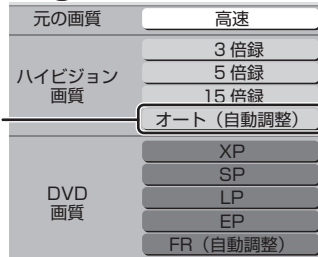 元の画質
高速
ハイビジョン
画質
3倍録
5倍録
15倍録
オート（自動調整）
DVD
画質
XP
SP
LP
EP
FR（自動調整）